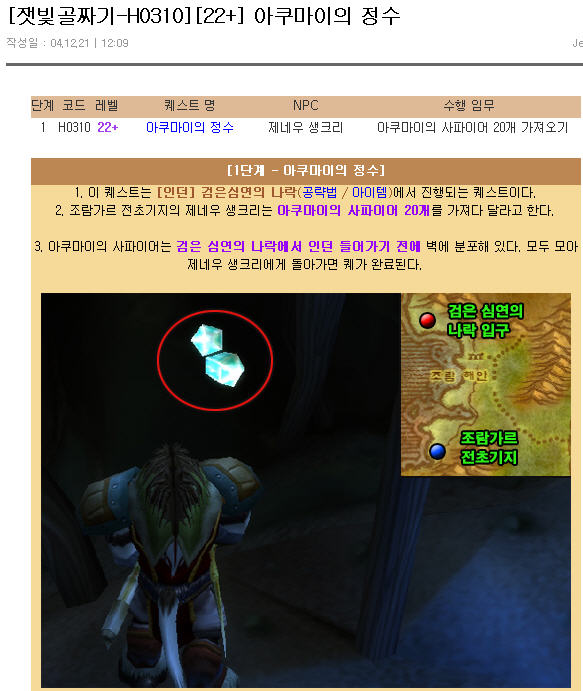 [잿빛골짜기-H0310][22+] 아쿠마이의 정수
작성일 : 04.12.21 | 12:09
Je
단계 코드 레벨 퀘스트 명 NPC 수행 임무
1 H0310 22+ 아쿠마이의 정수 제네우 생크리 아쿠마이의 사파이어 20개 가져오기
[1단계 - 아쿠마이의 정수]
1. 이 퀘스트는 [인던] 검은심연의 나락(공략법 / 아이템)에서 진행되는 퀘스트이다.
2. 조람가르 전초기지의 제네우 생크리는 아쿠마이의 사파이어 20개를 가져다 달라고 한다.
3. 아쿠마이의 사파이어는 검은 심연의 나락에서 인던 들어가기 전에 벽에 분포해 있다. 모두 모아
제네우 생크리에게 돌아가면 퀘가 완료된다.
검은 심연의
나락 입구
조람 해안
조람가르
전초기지